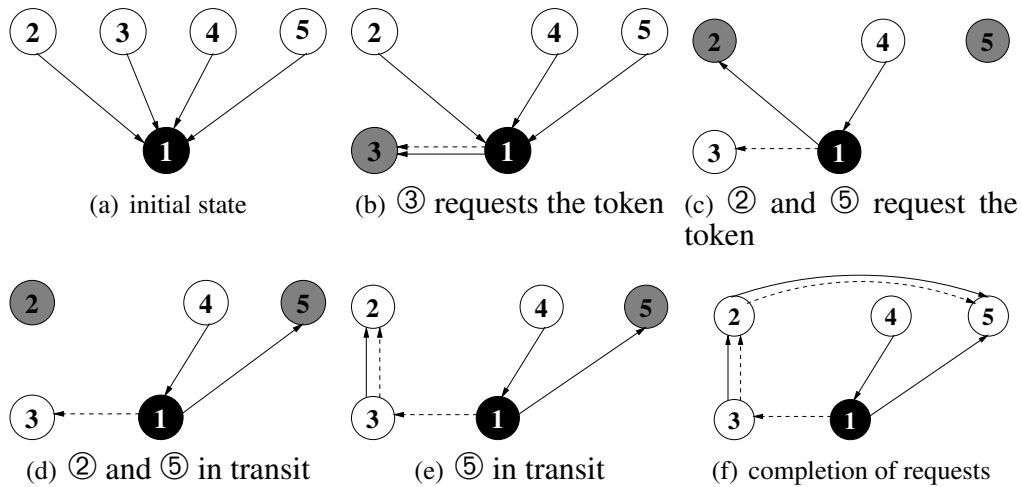 2 3 4 5
1
(a) initial state
2 4 5
3 1
(b) ③ requests the token
2 4 5
3 1
(c) ② and ⑤ request the
token
2 4 5
3 1
(d) ② and ⑤ in transit
2 4 5
3 1
(e) ⑤ in transit
2 4 5
3 1
(f) completion of requests